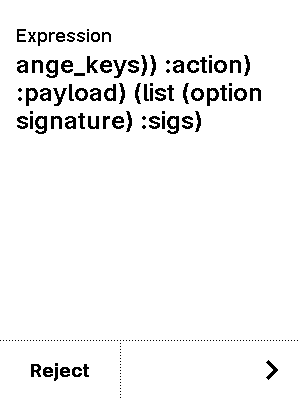 Expression
ange_keys)) :action)
:payload) (list (option
signature) :sigs)
Reject